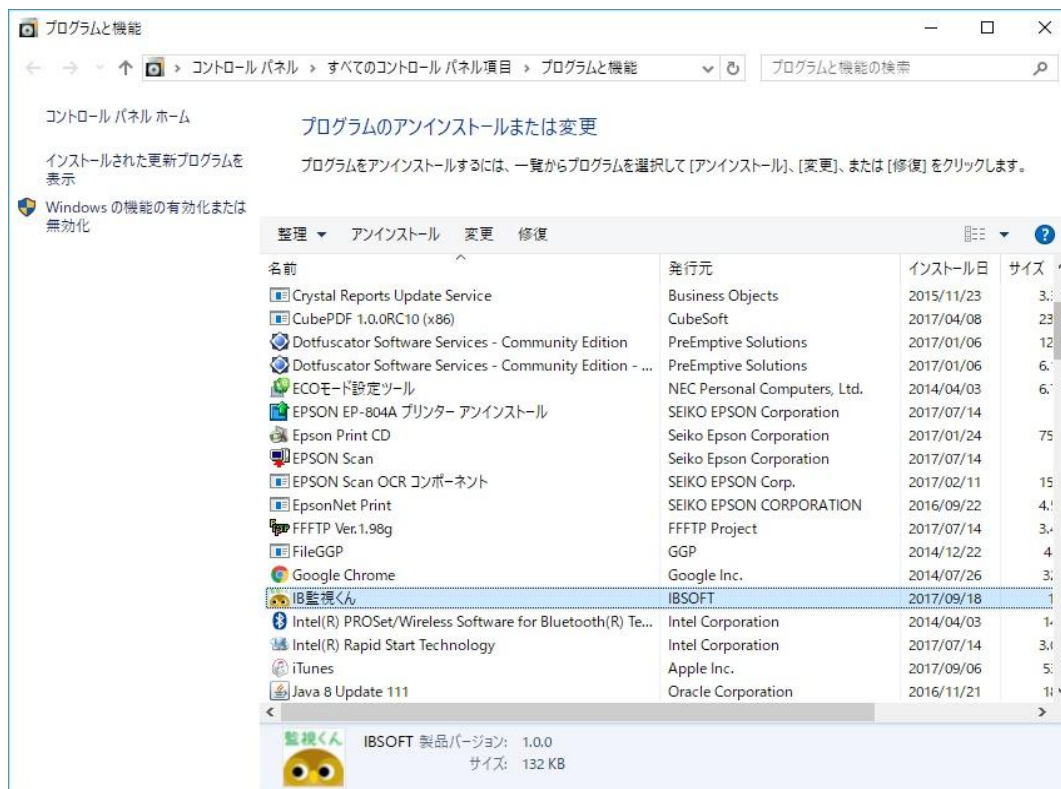 プログラムと機能
コントロール パネル › すべてのコントロール パネル項目 › プログラムと機能
プログラムと機能の検索
コントロール パネル ホーム
インストールされた更新プログラムを
表示
Windows の機能の有効化または
無効化
プログラムのアンインストールまたは変更
プログラムをアンインストールするには、一覧からプログラムを選択して [アンインストール]、[変更]、または [修復] をクリックします。
整理 アンインストール 変更 修復
名前 発行元 インストール日 サイズ
Crystal Reports Update Service Business Objects 2015/11/23
CubePDF 1.0.0RC10 (x86) CubeSoft 2017/04/08 23
Dotfuscator Software Services - Community Edition PreEmptive Solutions 2017/01/06 12
Dotfuscator Software Services - Community Edition - ... PreEmptive Solutions 2017/01/06 6.
ECOモード設定ツール NEC Personal Computers, Ltd. 2014/04/03 6.
EPSON EP-804A プリンター アンインストール SEIKO EPSON Corporation 2017/07/14
Epson Print CD Seiko Epson Corporation 2017/01/24 75
EPSON Scan Seiko Epson Corporation 2017/07/14
EPSON Scan OCR コンポーネント SEIKO EPSON Corp. 2017/02/11 15
EpsonNet Print SEIKO EPSON CORPORATION 2016/09/22 4.
FFFTP Ver.1.98g FFFTP Project 2017/07/14 3.
FileGGP GGP 2014/12/22 4
Google Chrome Google Inc. 2014/07/26
IB監視くん IBSOFT 2017/09/18
Intel(R) PROSet/Wireless Software for Bluetooth(R) Te... Intel Corporation 2014/04/03
Intel(R) Rapid Start Technology Intel Corporation 2017/07/14 3.
iTunes Apple Inc. 2017/09/06
Java 8 Update 111 Oracle Corporation 2016/11/21
監視くん
IBSOFT 製品バージョン: 1.0.0
サイズ: 132 KB